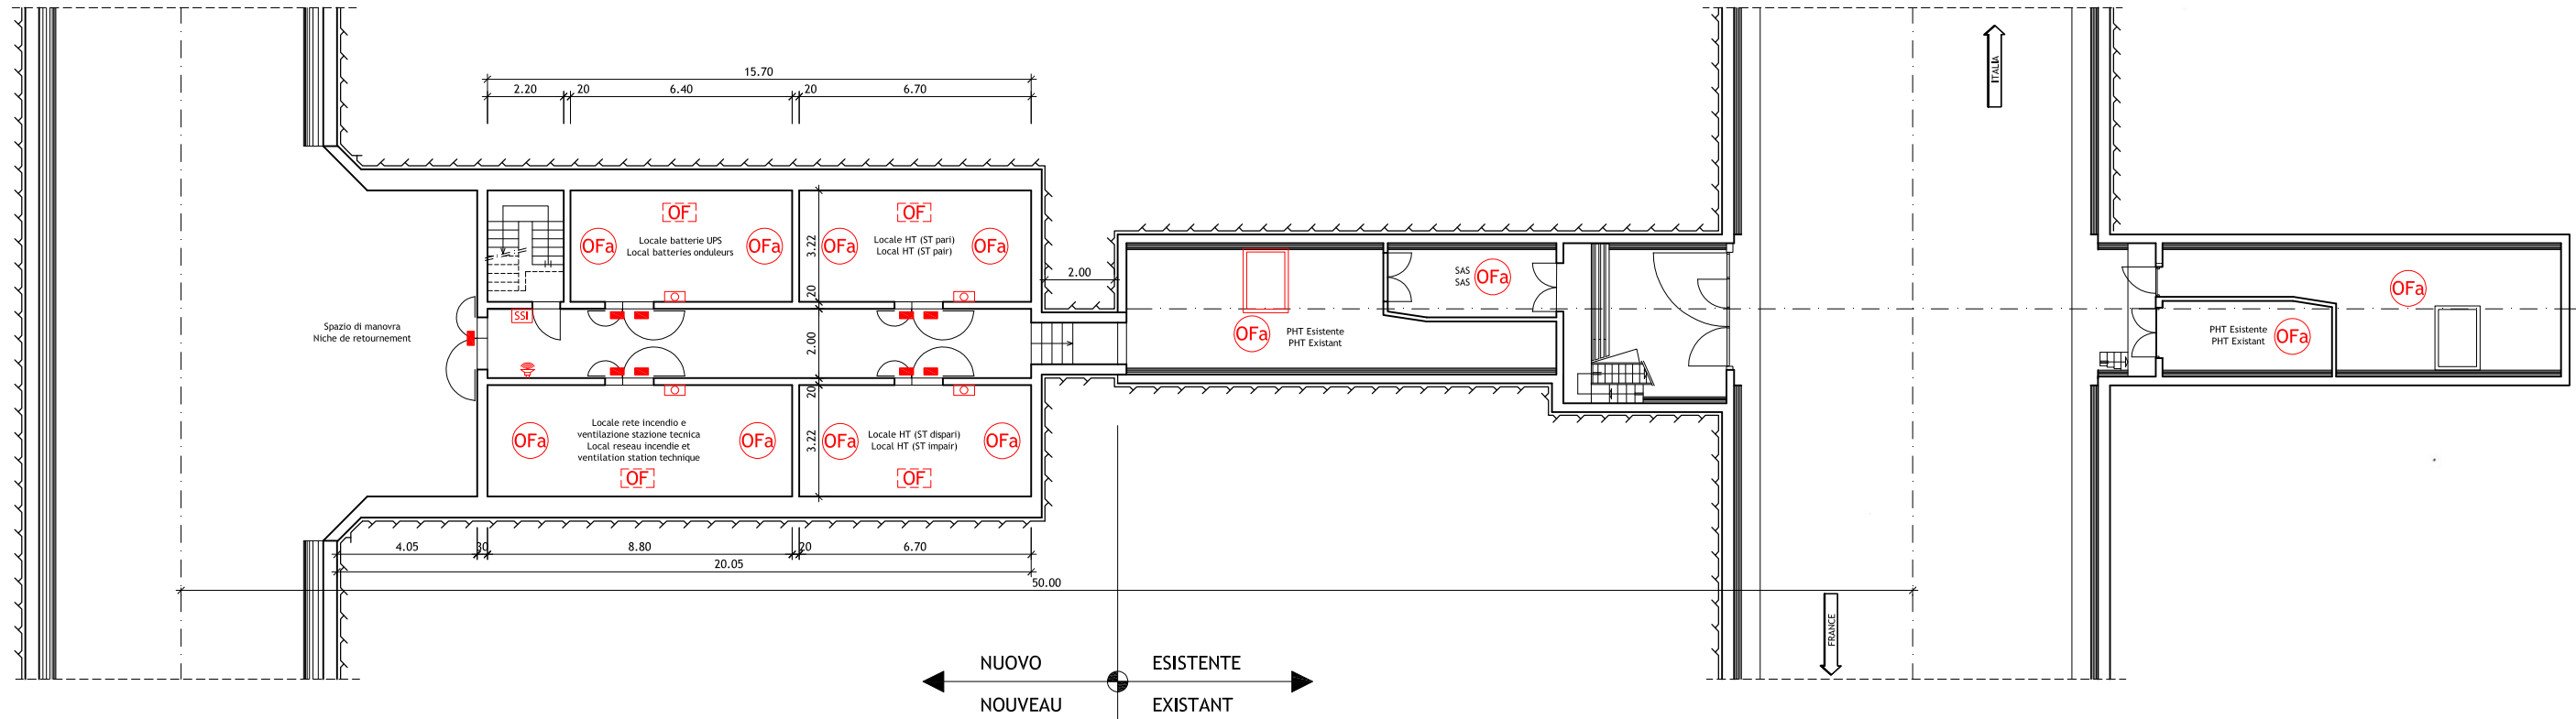 15.70
2.20 20 6.40 20 6.70
ITALIA
OF
OF
OFa
Locale batterie UPS
Local batteries onduleurs
OFa
OFa
Locale HT (ST pari)
Local HT (ST pair)
OFa
3.22
20
2.00
SAS
SAS
OFa
OFa
SSI
Spazio di manovra
Niche de retournement
2.00
OFa
PHT Esistente
PHT Existant
PHT Esistente
PHT Existant
OFa
20
3.22
OFa
Locale rete incendio e
ventilazione stazione tecnica
Local reseau incendie et
ventilation station technique
OFa
OF
OFa
Locale HT (ST dispari)
Local HT (ST impair)
OFa
OF
4.05 30 8.80 20 6.70
20.05
50.00
FRANCE
NUOVO
ESISTENTE
NOUVEAU
EXISTANT